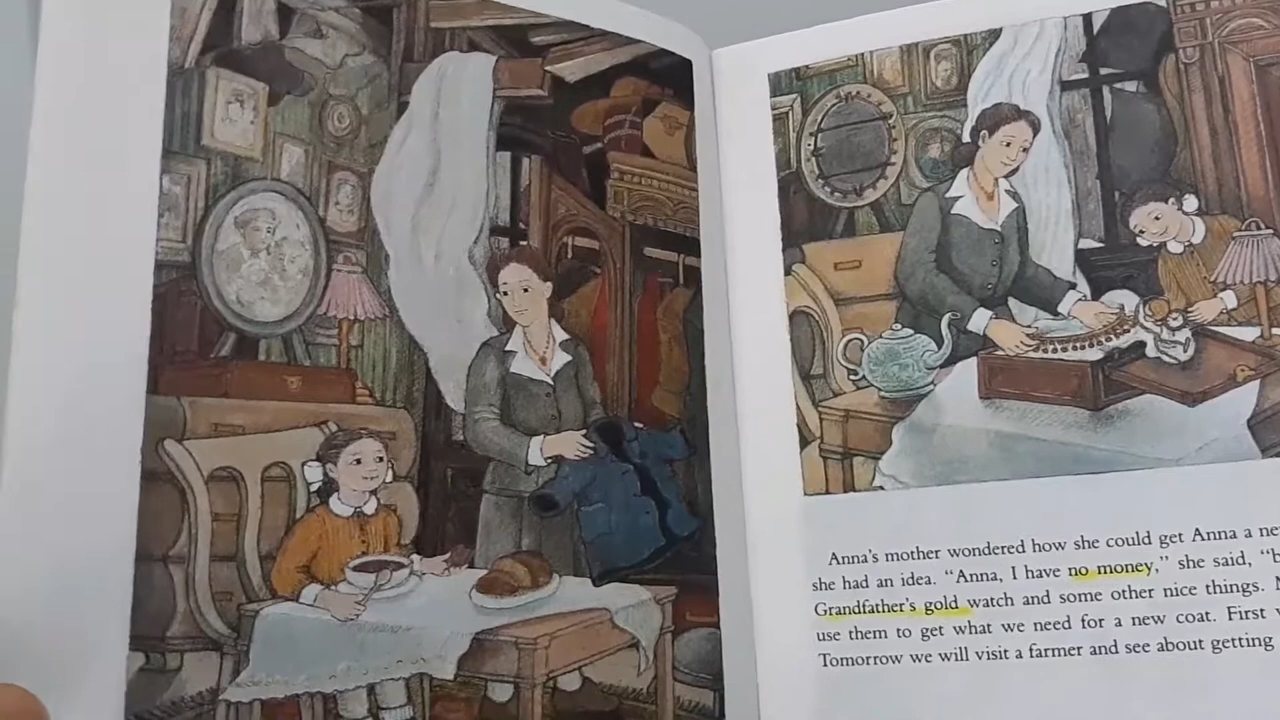 Anna's mother wondered how she could get Anna a
she had an idea. "Anna, I have no money," she said,
Grandfather's gold watch and some other nice things.
use them to get what we need for a new coat. First
Tomorrow we will visit a farmer and see about getting